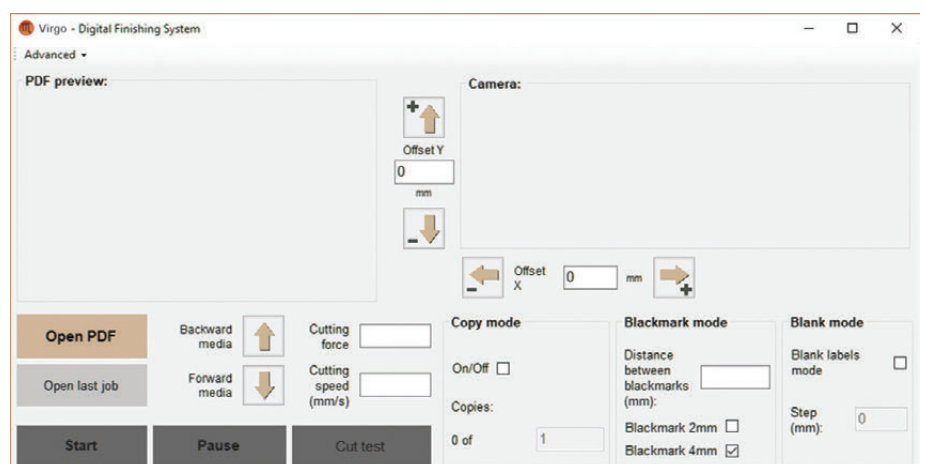 Virgo - Digital Finishing System
Advanced
PDF preview:
Camera:
+
Offset Y
0
mm
-
Offset
X
0
mm
-
+
Open PDF
Open last job
Backward
media
Forward
media
Cutting
force
Cutting
speed
(mm/s)
Start
Pause
Cut test
Copy mode
On/Off
Copies:
0 of
1
Blackmark mode
Distance
between
blackmarks
(mm):
Blackmark 2mm
Blackmark 4mm
Blank mode
Blank labels
mode
Step
(mm):
0